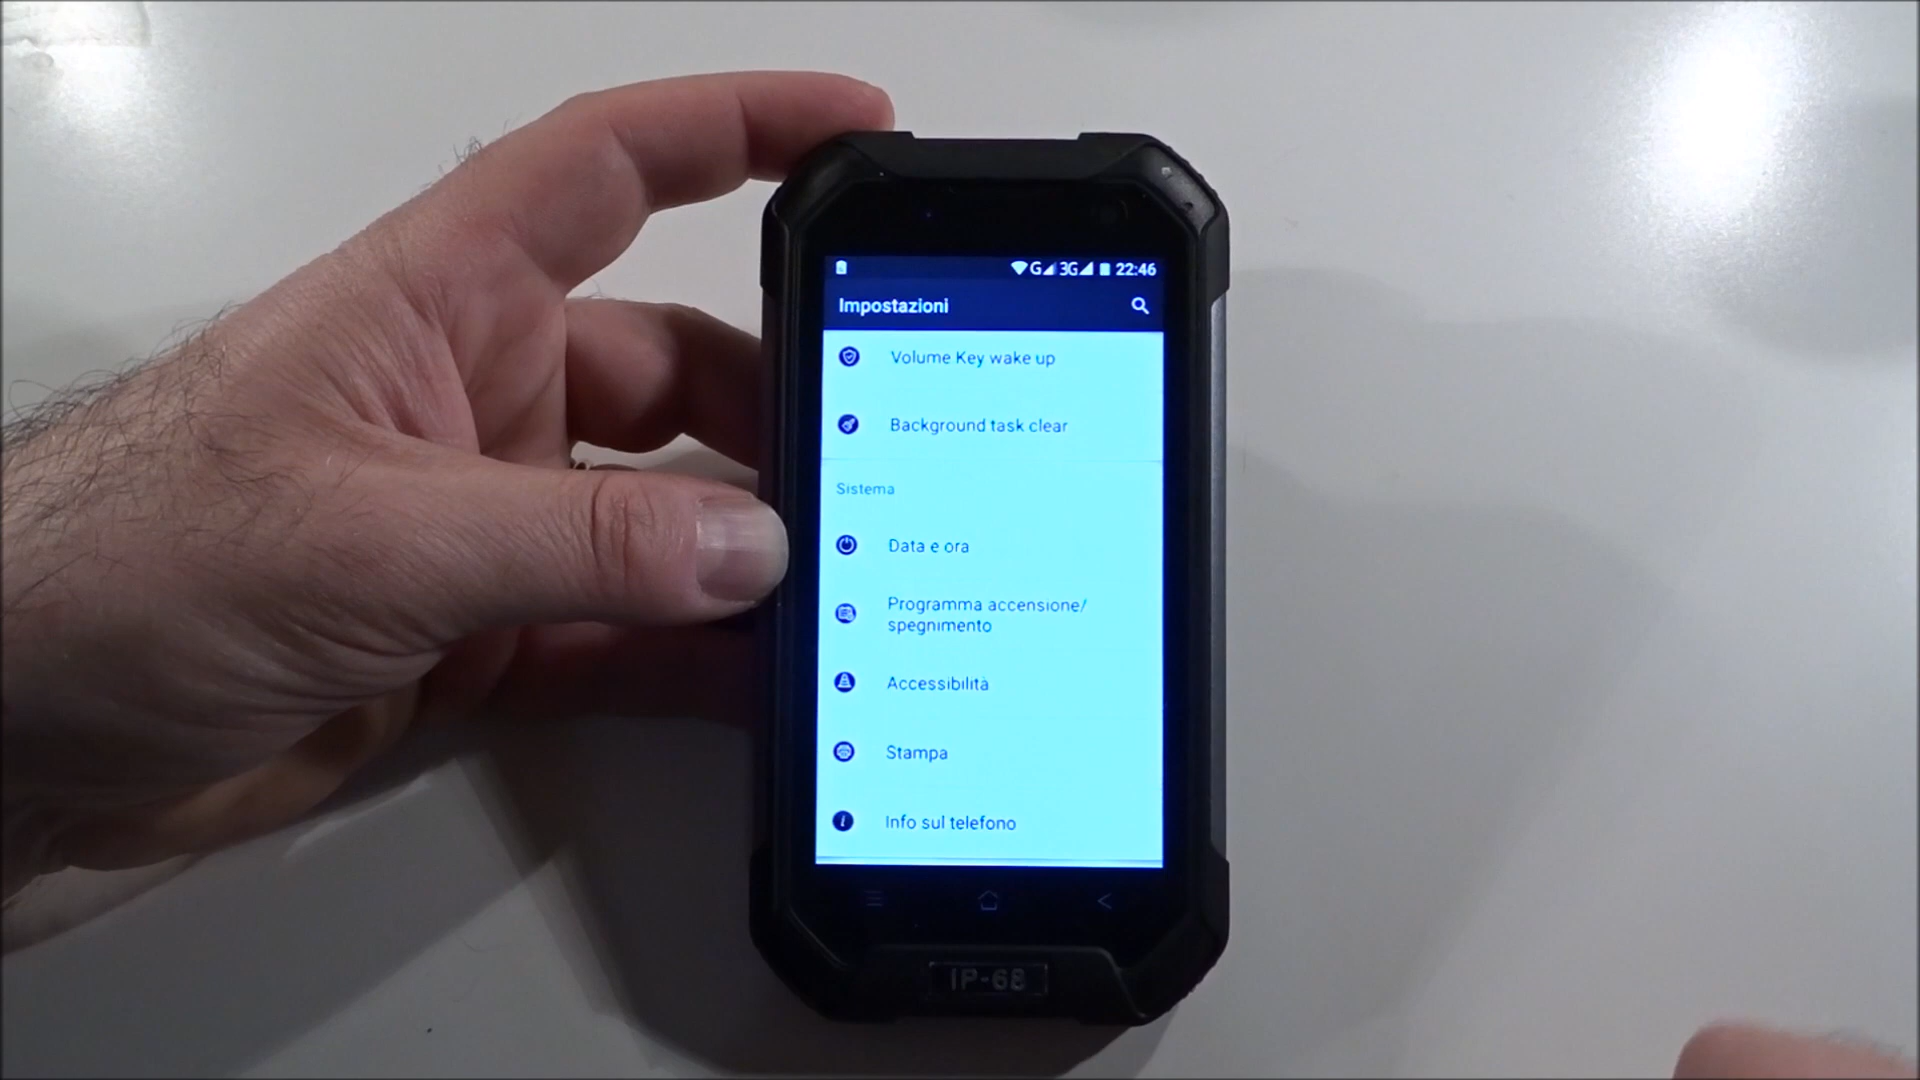 G 3G 22:46
Impostazioni
Volume Key wake up
Background task clear
Sistema
Data e ora
Programma accensione/
spegnimento
Accessibilità
Stampa
Info sul telefono
IP-68